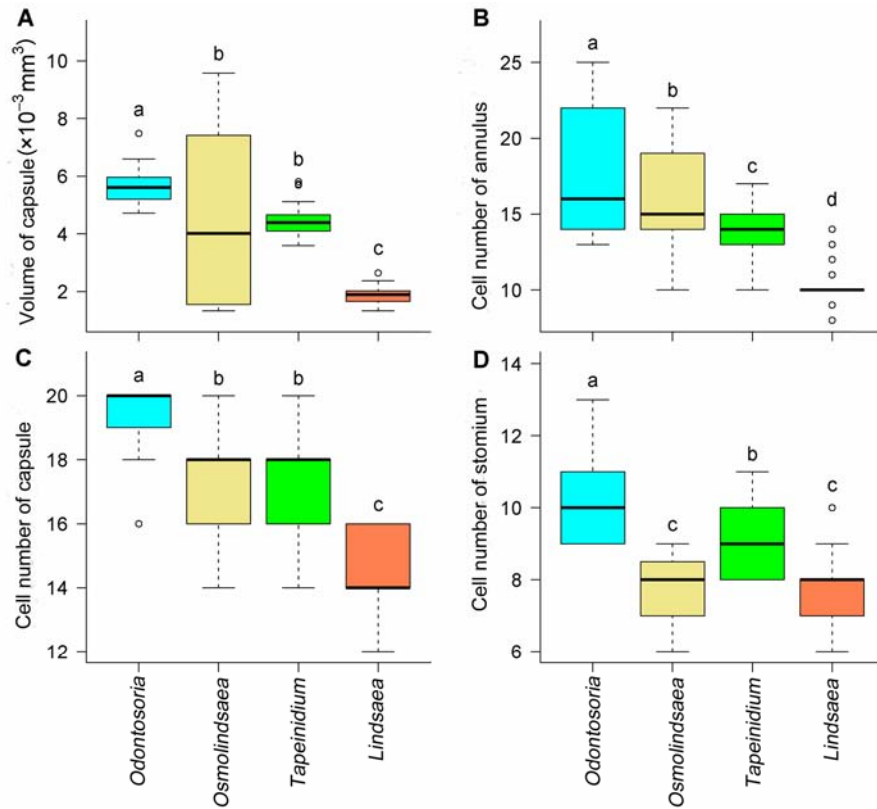 A
Volume of capsule(×10⁻³ mm³)
10
8
6
4
2
a
b
b
c
B
Cell number of annulus
25
20
15
10
a
b
c
d
C
Cell number of capsule
20
18
16
14
12
a
b
b
c
Odontosoria
Osmolindsaea
Tapeinidium
Lindsaea
D
Cell number of stomium
14
12
10
8
6
a
c
b
c
Odontosoria
Osmolindsaea
Tapeinidium
Lindsaea